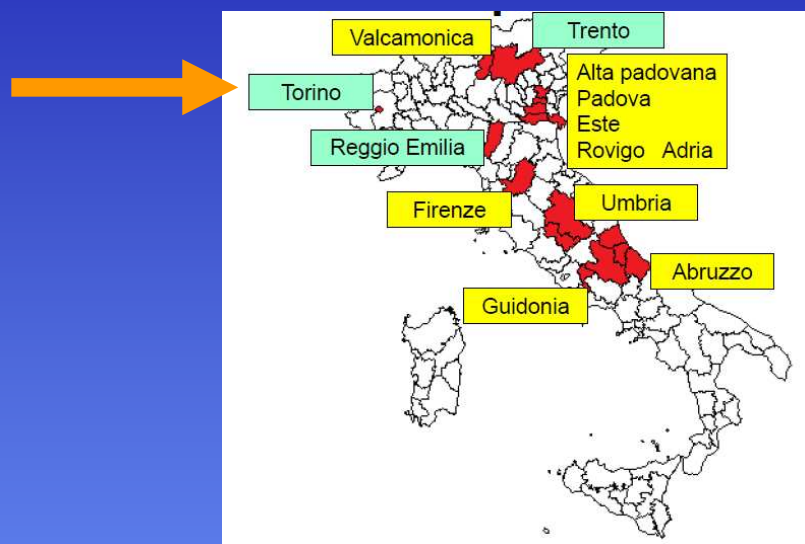 Valcamonica
Trento
Torino
Alta padovana
Padova
Este
Rovigo Adria
Reggio Emilia
Firenze
Umbria
Abruzzo
Guidonia